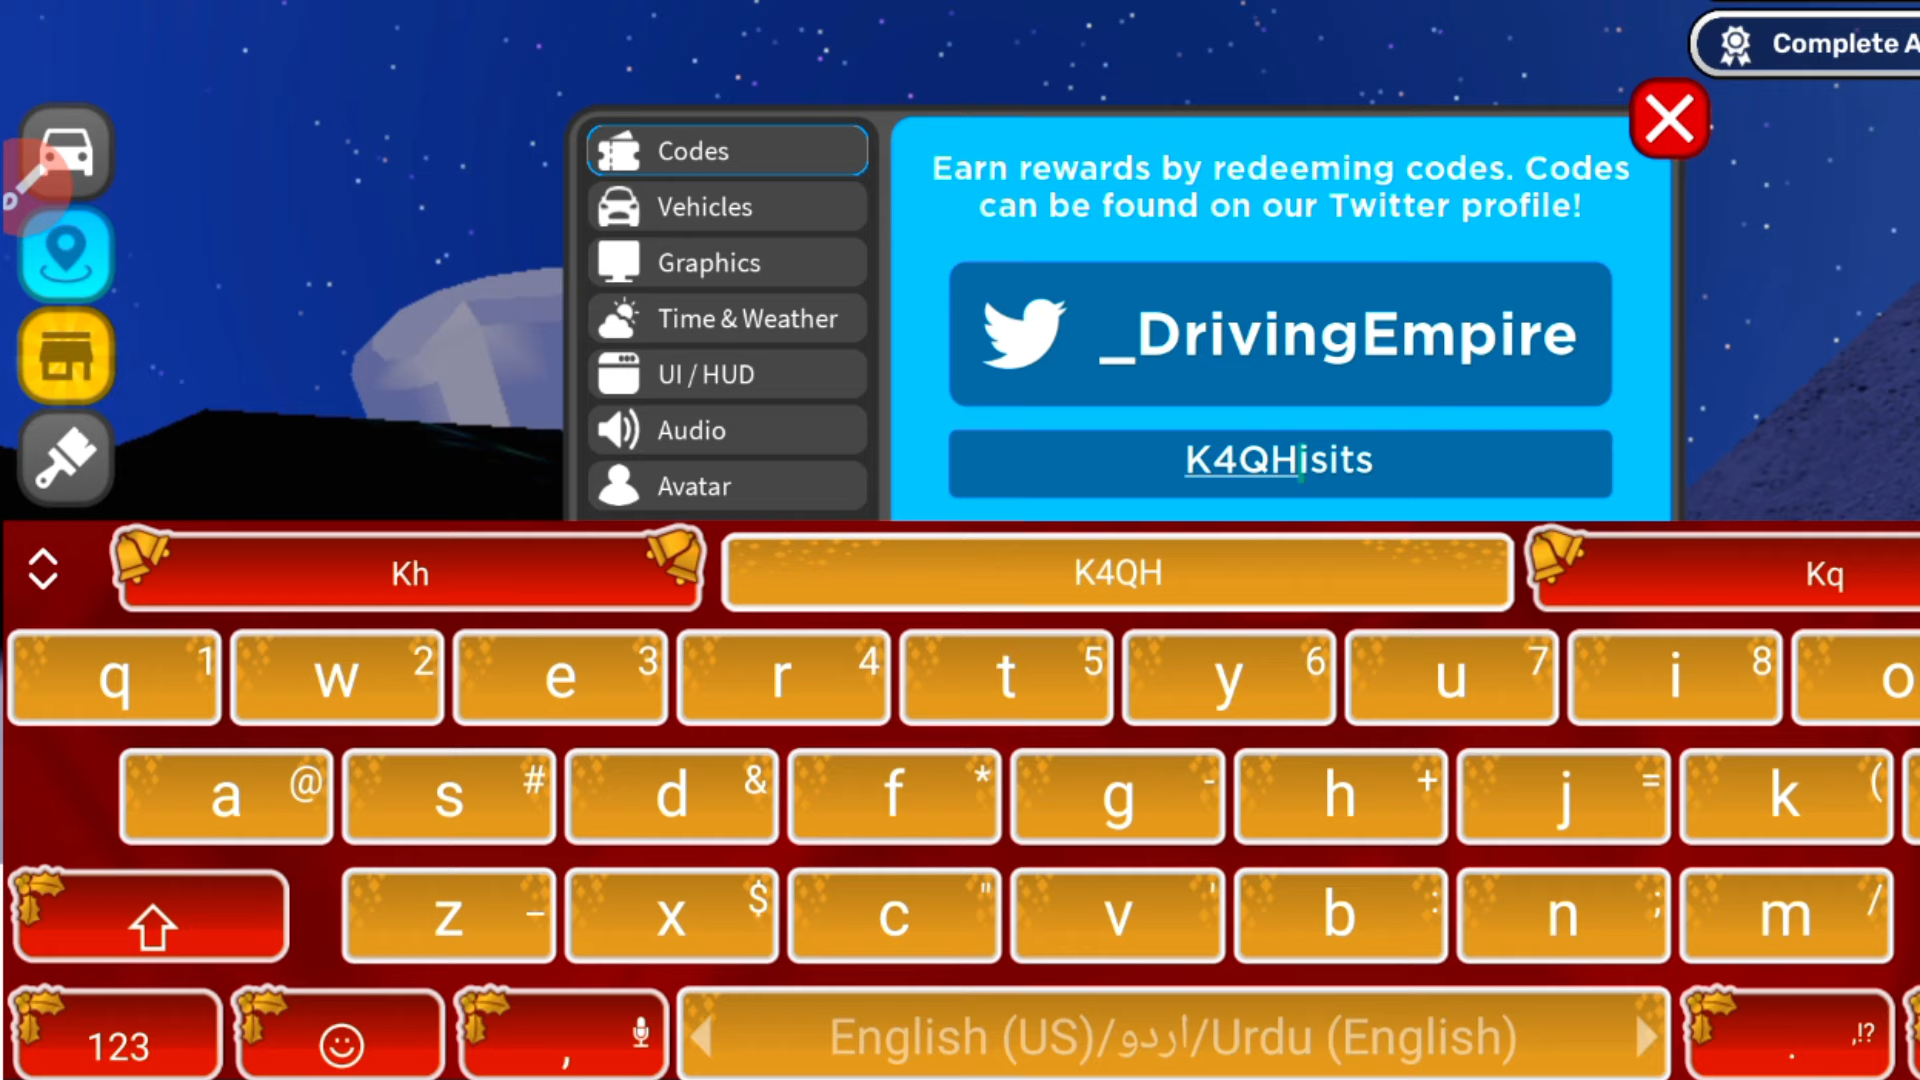 Complete A
Codes
Vehicles
Graphics
Time & Weather
UI / HUD
Audio
Avatar
Earn rewards by redeeming codes. Codes
can be found on our Twitter profile!
_DrivingEmpire
K4QHisits
Kh K4QH Kq
q 1 w 2 e 3 r 4 t 5 y 6 u 7 i 8 o
a @ s # d & f * g - h + j = k (
z _ x $ c " v ' b : n ; m /
123 , English (US)/اردو/Urdu (English) . ,!?